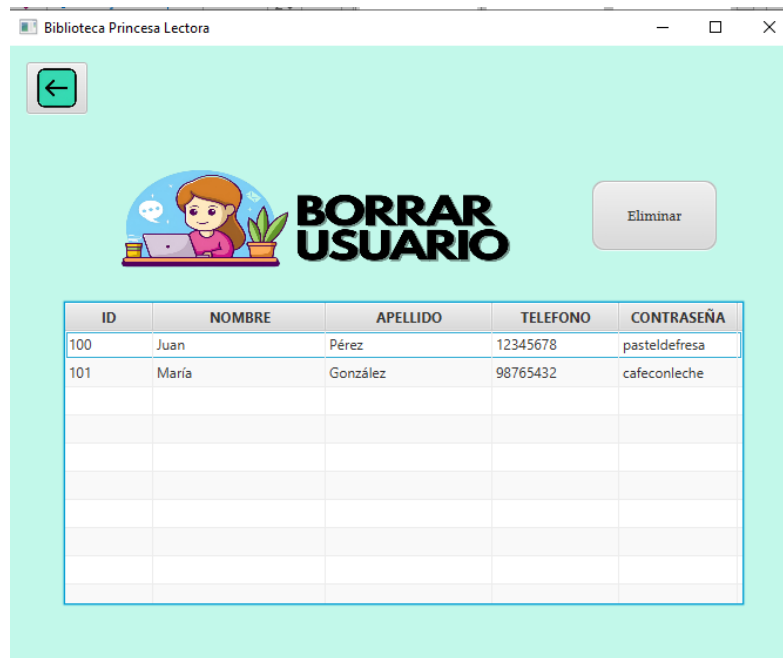 Biblioteca Princesa Lectora
BORRAR
USUARIO
Eliminar
ID NOMBRE APELLIDO TELEFONO CONTRASEÑA
100 Juan Pérez 12345678 pasteldefresa
101 María González 98765432 cafeconleche